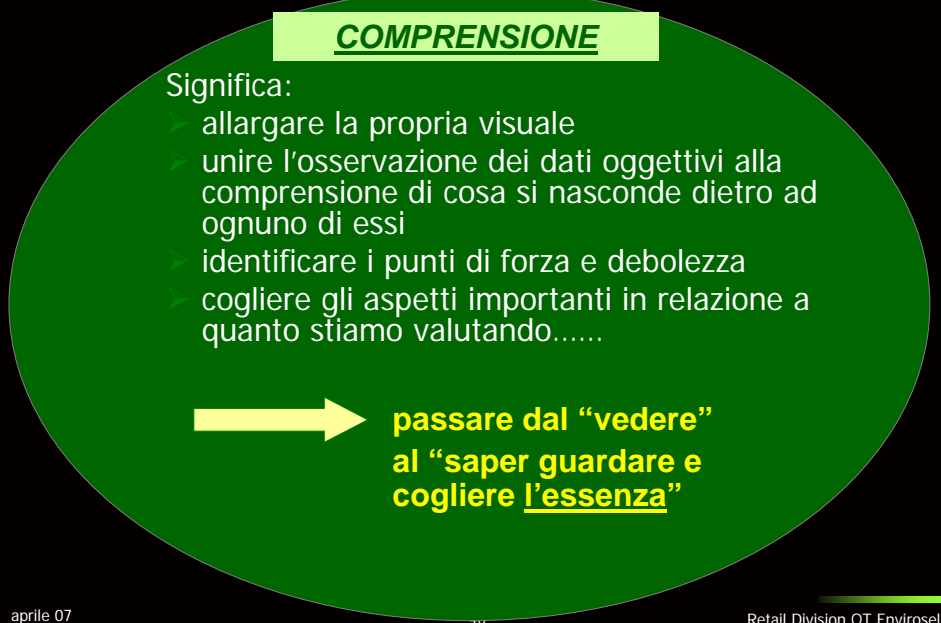 COMPRENSIONE
Significa:
allargare la propria visuale
unire l'osservazione dei dati oggettivi alla
comprensione di cosa si nasconde dietro ad
ognuno di essi
identificare i punti di forza e debolezza
cogliere gli aspetti importanti in relazione a
quanto stiamo valutando......
passare dal “vedere”
al “saper guardare e
cogliere l'essenza”
aprile 07
Retail Division OT Envirosel